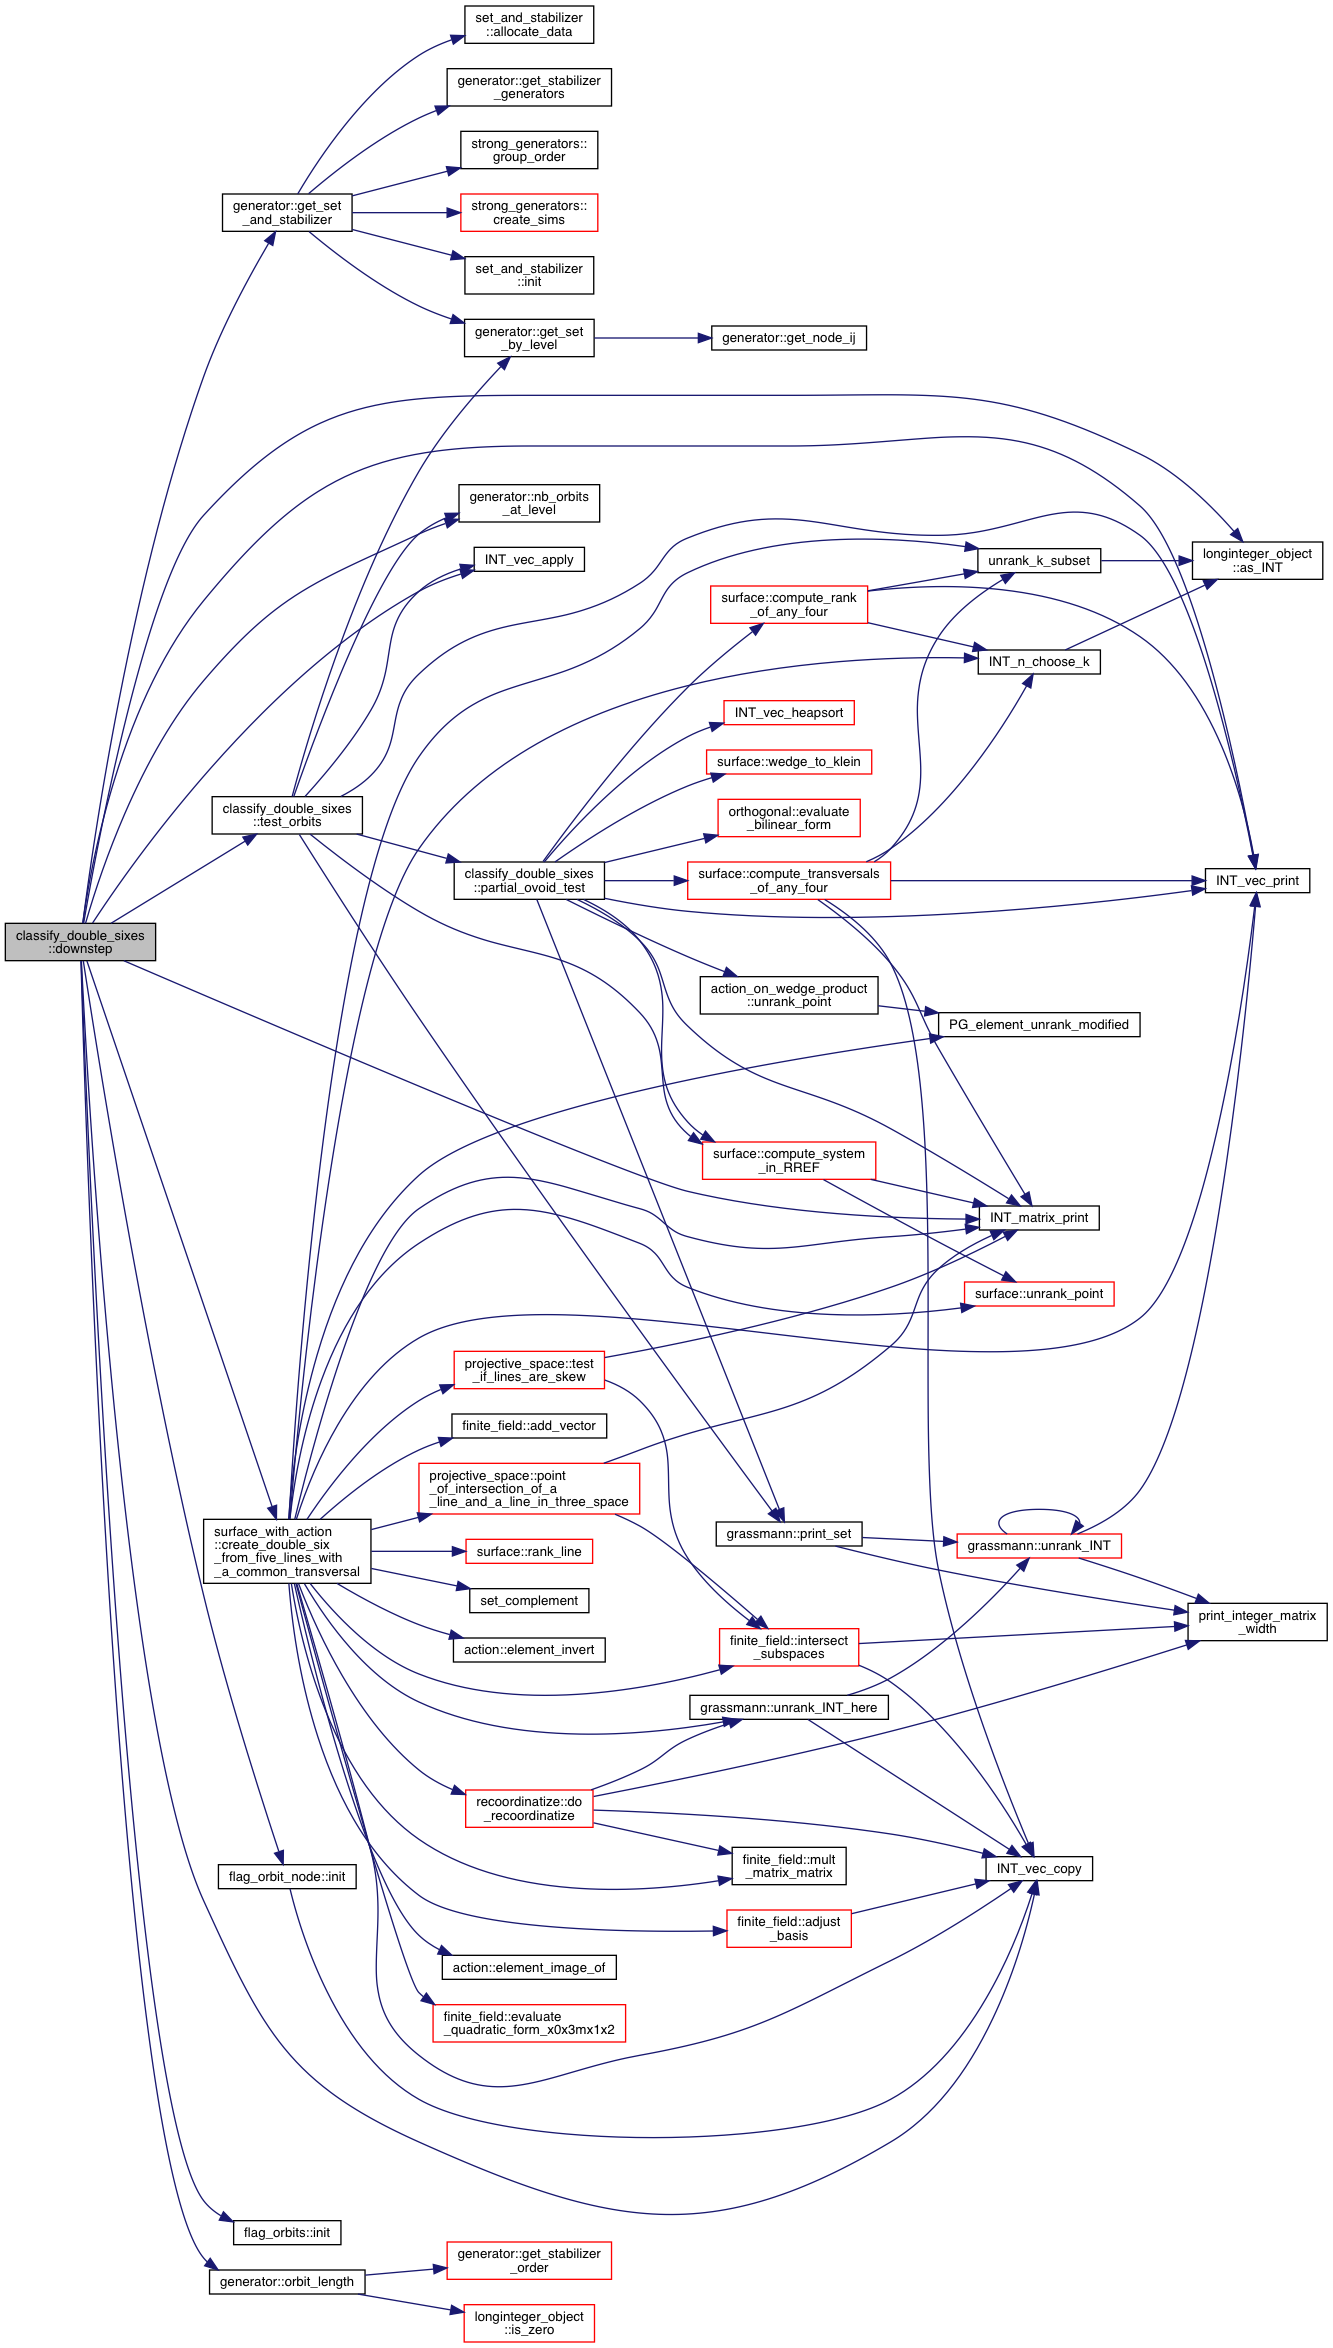 set_and_stabilizer
::allocate_data
generator::get_stabilizer
_generators
strong_generators::
group_order
generator::get_set
_and_stabilizer
strong_generators::
create_sims
set_and_stabilizer
::init
generator::get_set
_by_level
generator::get_node_ij
generator::nb_orbits
_at_level
INT_vec_apply
unrank_k_subset
longinteger_object
::as_INT
surface::compute_rank
_of_any_four
INT_n_choose_k
INT_vec_heapsort
surface::wedge_to_klein
classify_double_sixes
::test_orbits
orthogonal::evaluate
_bilinear_form
classify_double_sixes
::partial_ovoid_test
surface::compute_transversals
_of_any_four
INT_vec_print
classify_double_sixes
::downstep
action_on_wedge_product
::unrank_point
PG_element_unrank_modified
surface::compute_system
_in_RREF
INT_matrix_print
surface::unrank_point
projective_space::test
_if_lines_are_skew
finite_field::add_vector
projective_space::point
_of_intersection_of_a
_line_and_a_line_in_three_space
surface_with_action
::create_double_six
_from_five_lines_with
_a_common_transversal
grassmann::print_set
grassmann::unrank_INT
surface::rank_line
set_complement
print_integer_matrix
_width
action::element_invert
finite_field::intersect
_subspaces
grassmann::unrank_INT_here
recoordinatize::do
_recoordinatize
finite_field::mult
_matrix_matrix
INT_vec_copy
flag_orbit_node::init
finite_field::adjust
_basis
action::element_image_of
finite_field::evaluate
_quadratic_form_x0x3mx1x2
flag_orbits::init
generator::get_stabilizer
_order
generator::orbit_length
longinteger_object
::is_zero